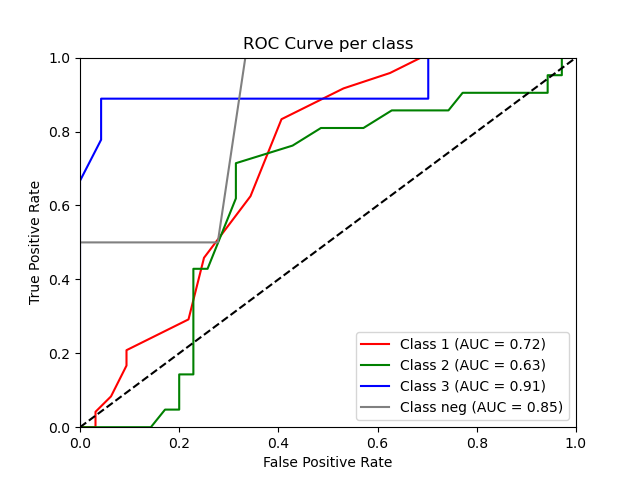 ROC Curve per class
True Positive Rate
1.0
0.8
0.6
0.4
0.2
0.0
Class 1 (AUC = 0.72)
Class 2 (AUC = 0.63)
Class 3 (AUC = 0.91)
Class neg (AUC = 0.85)
0.0 0.2 0.4 0.6 0.8 1.0
False Positive Rate